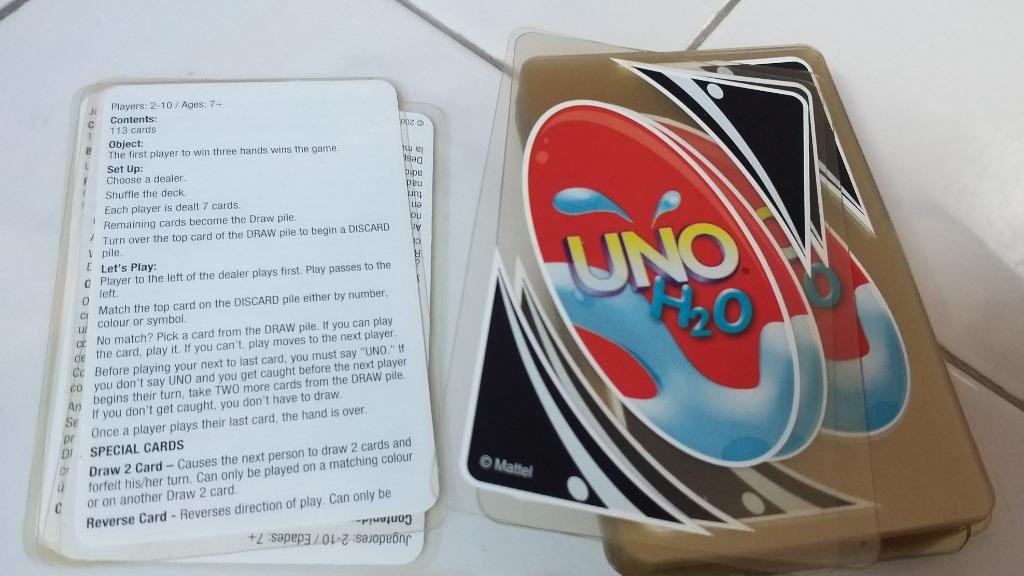 Players: 2-10 / Ages: 7+
Contents:
113 cards
Object:
The first player to win three hands wins the game.
Set Up:
Choose a dealer.
Shuffle the deck.
Each player is dealt 7 cards.
Remaining cards become the Draw pile.
Turn over the top card of the DRAW pile to begin a DISCARD
pile.
Let's Play:
Player to the left of the dealer plays first. Play passes to the
left.
Match the top card on the DISCARD pile either by number,
colour or symbol.
No match? Pick a card from the DRAW pile. If you can play
the card, play it. If you can't, play moves to the next player.
Before playing your next to last card, you must say "UNO." If
you don't say UNO and you get caught before the next player
begins their turn, take TWO more cards from the DRAW pile.
If you don't get caught, you don't have to draw.
Once a player plays their last card, the hand is over.
SPECIAL CARDS
Draw 2 Card – Causes the next person to draw 2 cards and
forfeit his/her turn. Can only be played on a matching colour
or on another Draw 2 card.
Reverse Card - Reverses direction of play. Can only be
Jugadores: 2-10 / Edades: 7+
UNO
H2O
© Mattel